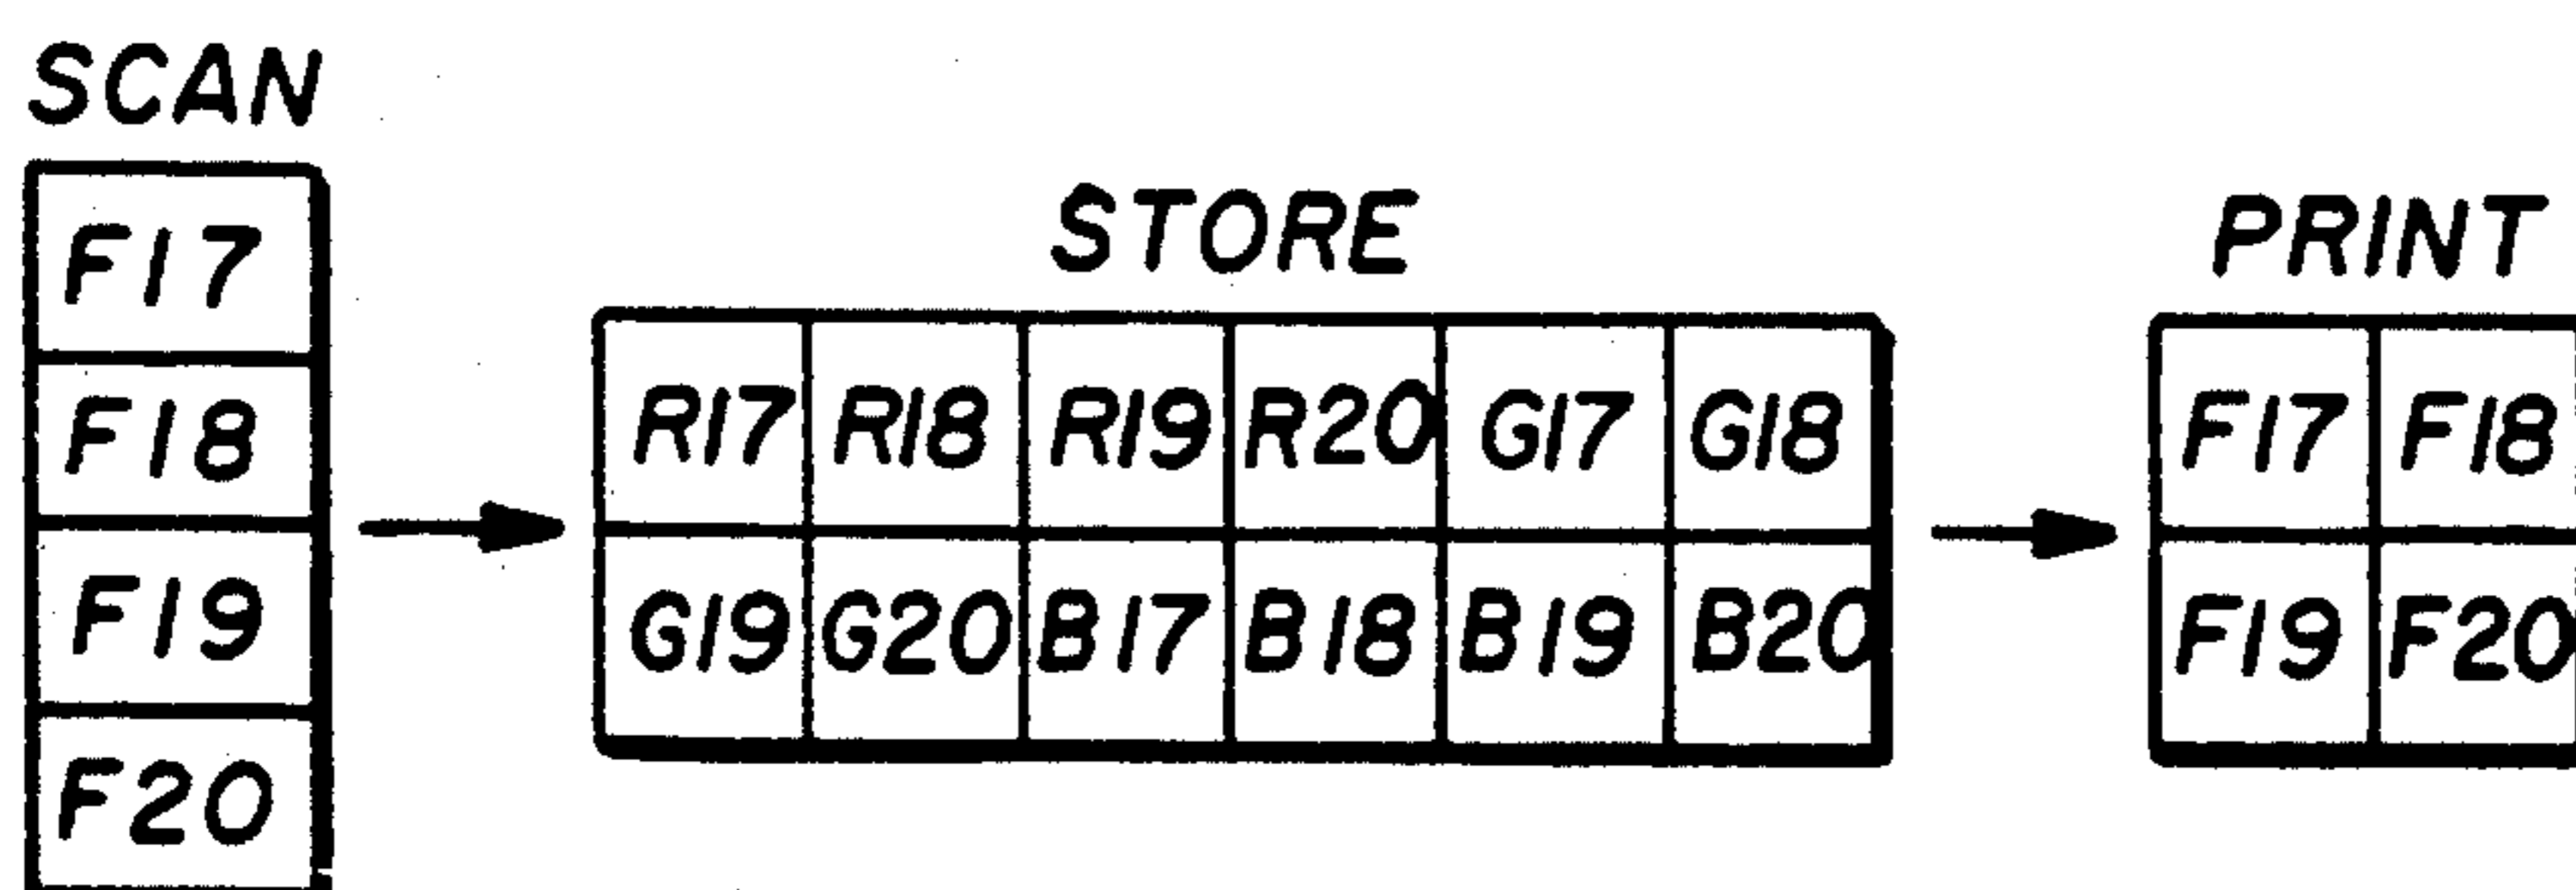 SCAN
F17
F18
F19
F20
STORE
R17 R18 R19 R20 G17 G18
G19 G20 B17 B18 B19 B20
PRINT
F17 F18
F19 F20